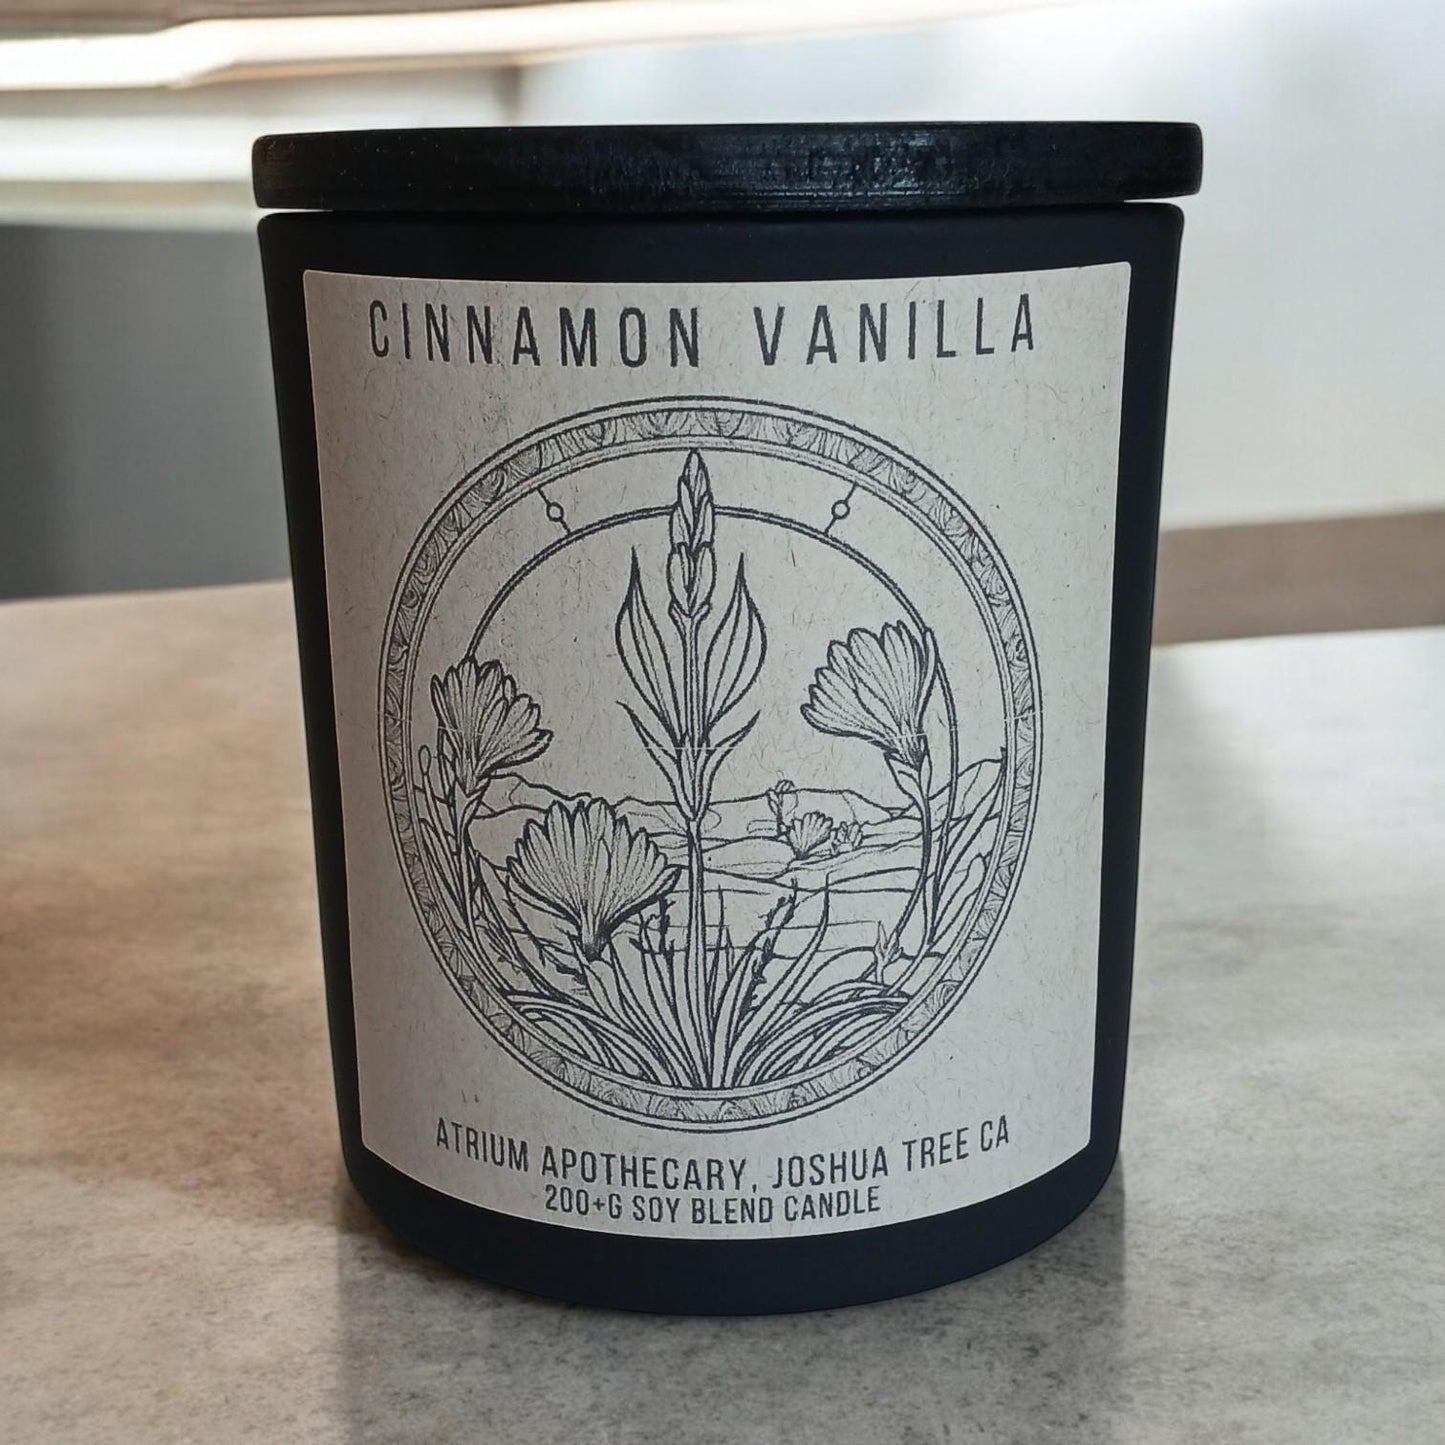 CINNAMON VANILLA
ATRIUM APOTHECARY, JOSHUA TREE CA
200+G SOY BLEND CANDLE